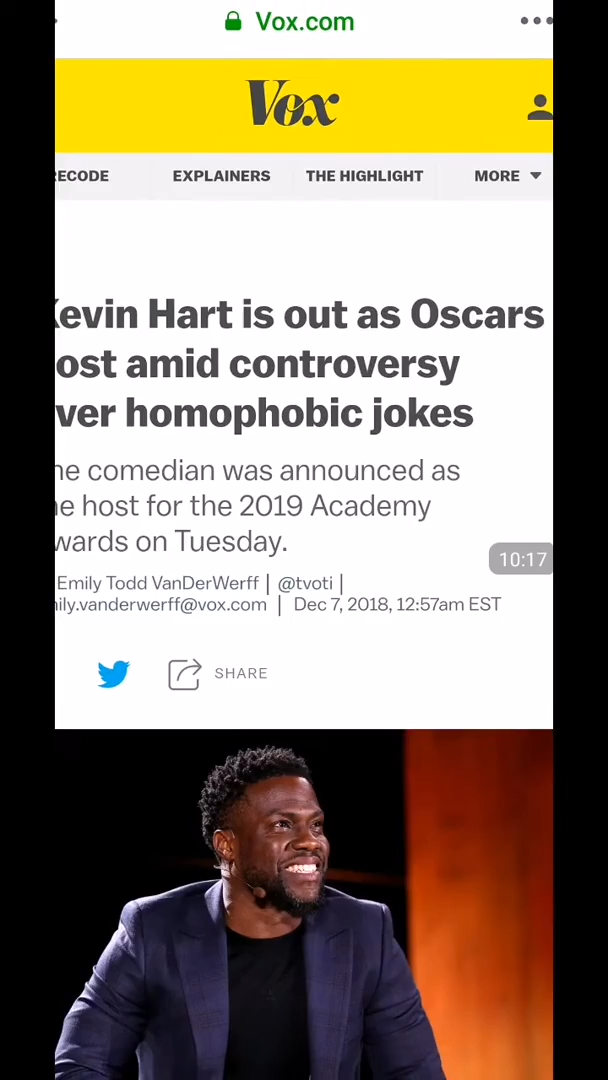 Vox.com
Vox
ECODE EXPLAINERS THE HIGHLIGHT MORE
Kevin Hart is out as Oscars
ost amid controversy
ver homophobic jokes
he comedian was announced as
e host for the 2019 Academy
wards on Tuesday.
10:17
Emily Todd VanDerWerff | @tvoti |
ily.vanderwerff@vox.com | Dec 7, 2018, 12:57am EST
SHARE